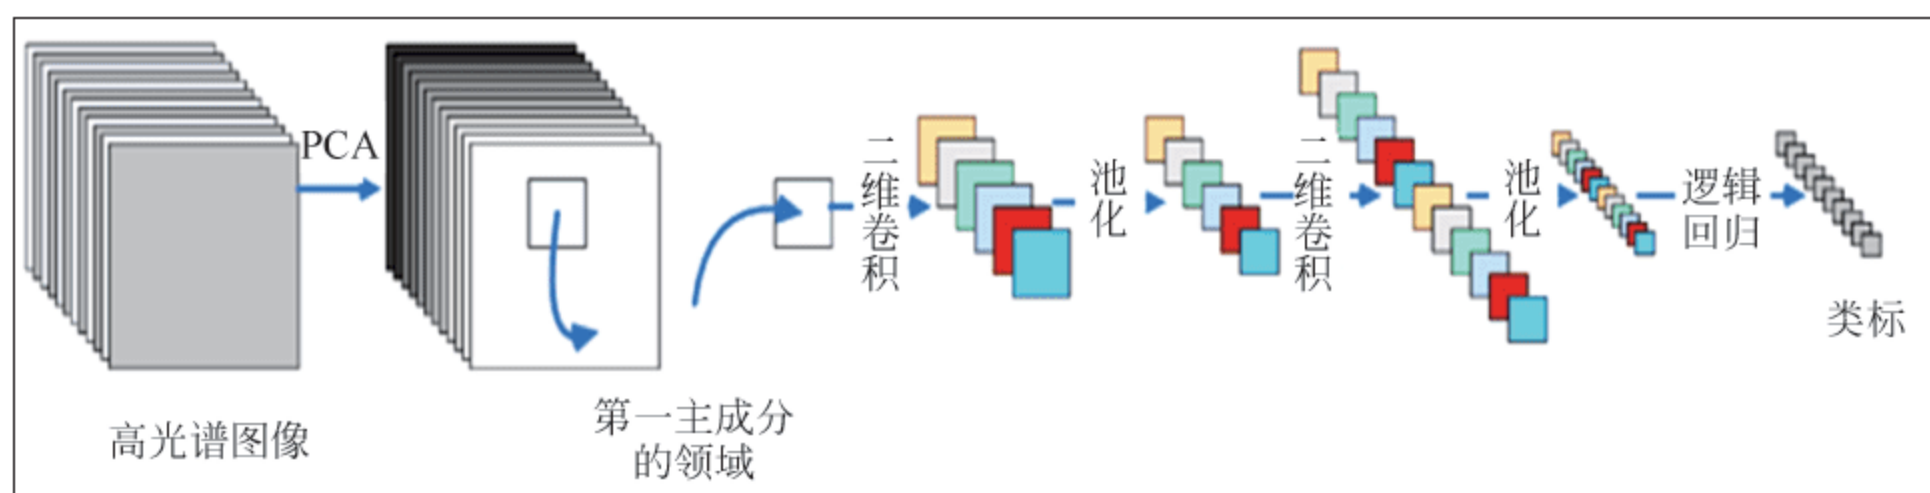 PCA
高光谱图像
第一主成分
的领域
二维卷积
池化
二维卷积
池化
逻辑
回归
类标